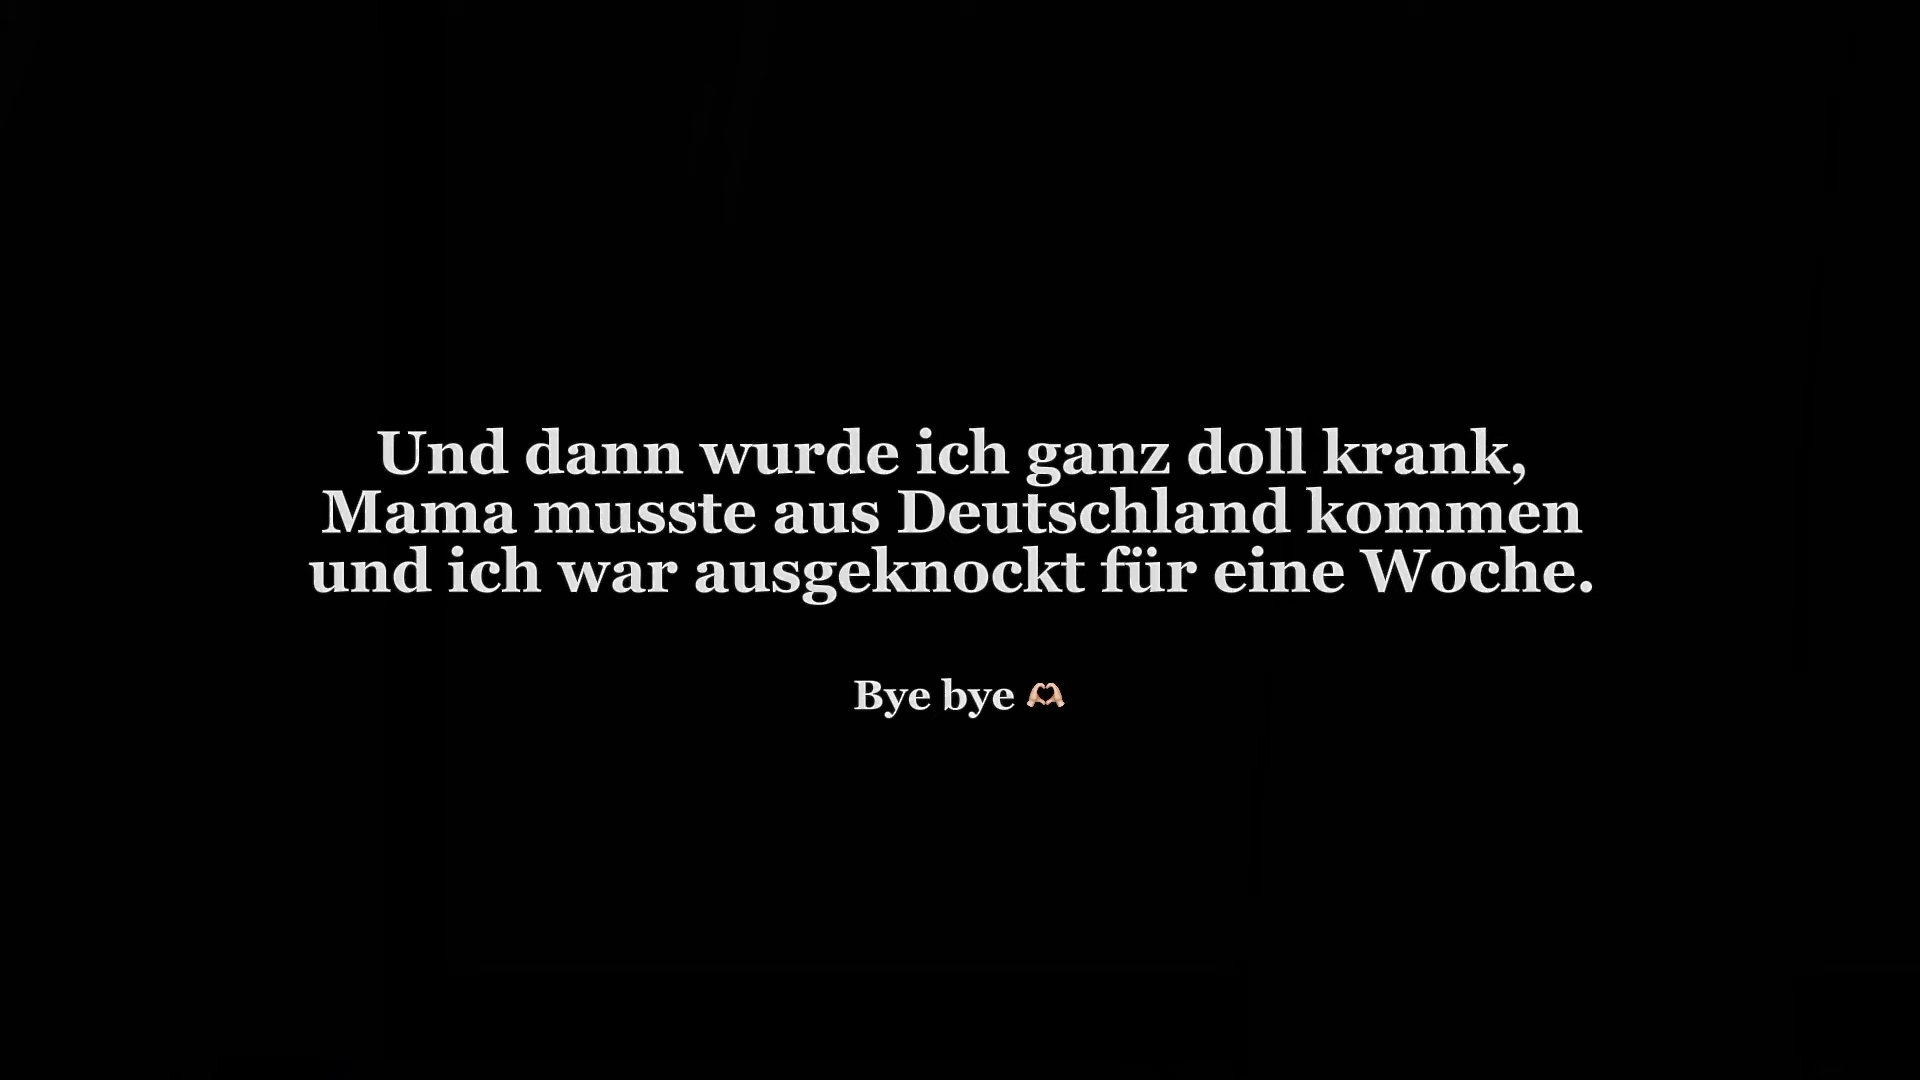 Und dann wurde ich ganz doll krank,
Mama musste aus Deutschland kommen
und ich war ausgeknockt für eine Woche.
Bye bye 🫶🏼